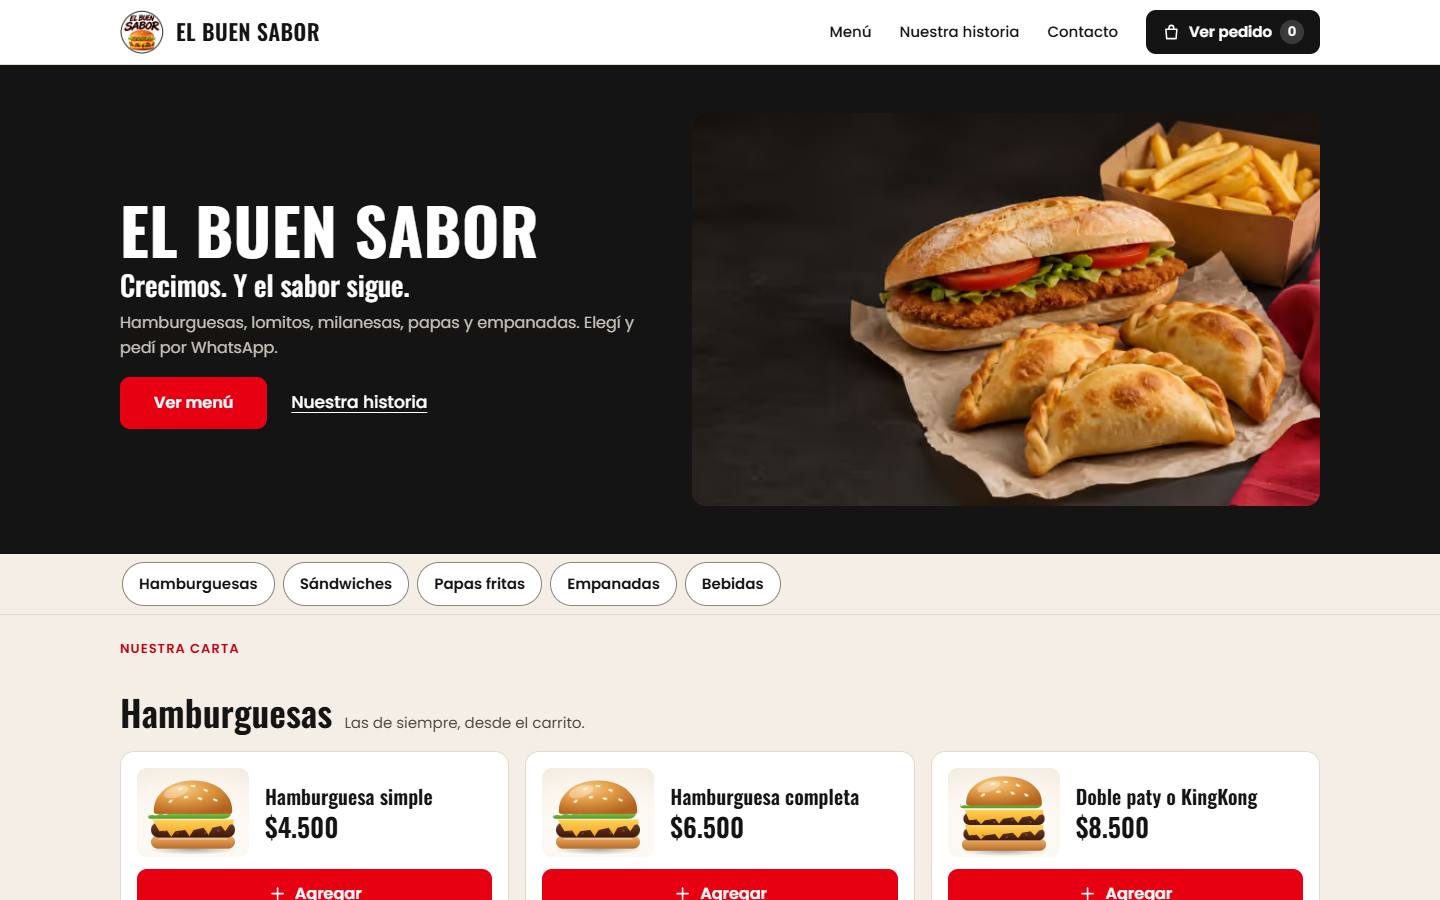 EL BUEN SABOR
EL BUEN SABOR
Menú
Nuestra historia
Contacto
Ver pedido 0
EL BUEN SABOR
Crecimos. Y el sabor sigue.
Hamburguesas, lomitos, milanesas, papas y empanadas. Elegí y
pedí por WhatsApp.
Ver menú
Nuestra historia
Hamburguesas
Sándwiches
Papas fritas
Empanadas
Bebidas
NUESTRA CARTA
Hamburguesas
Las de siempre, desde el carrito.
Hamburguesa simple
$4.500
+ Agregar
Hamburguesa completa
$6.500
+ Agregar
Doble paty o KingKong
$8.500
+ Agregar